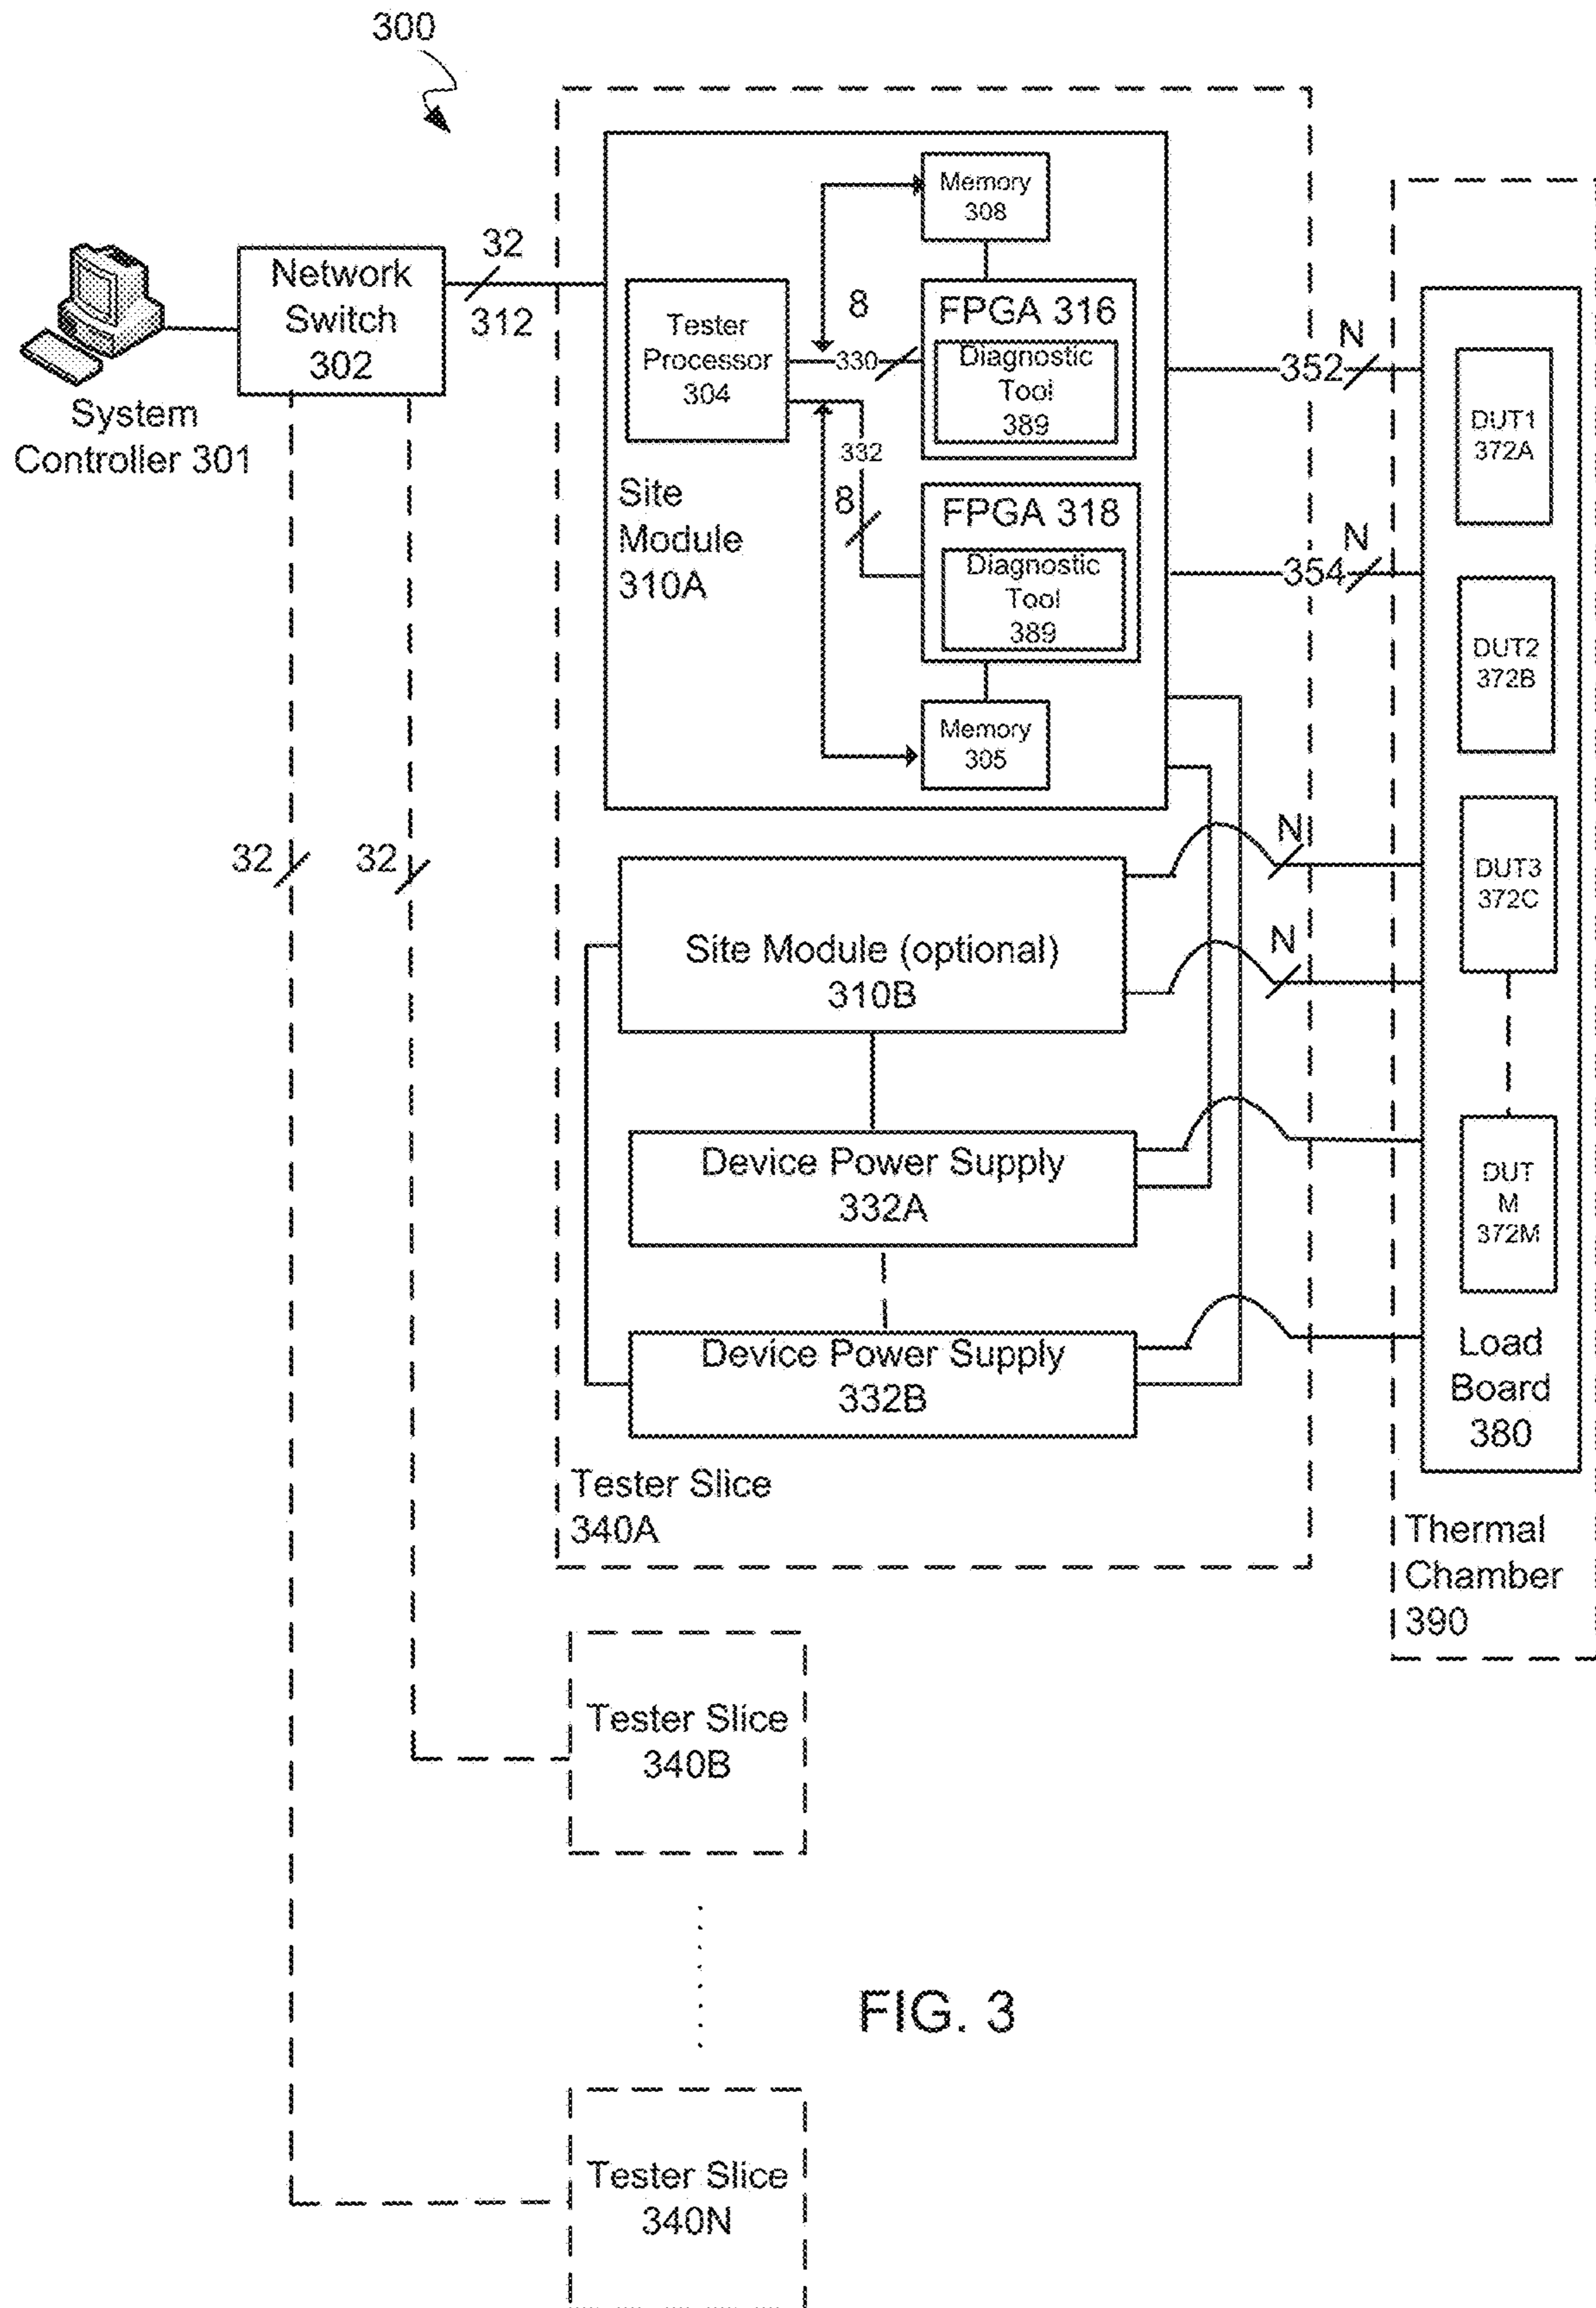 300
Network
Switch
302
System
Controller 301
32
312
32
32
Memory
308
Tester
Processor
304
8
330
FPGA 316
Diagnostic
Tool
389
332
8
FPGA 318
Diagnostic
Tool
389
Memory
305
Site
Module
310A
352
N
354
N
N
N
Site Module (optional)
310B
Device Power Supply
332A
Device Power Supply
332B
Tester Slice
340A
DUT1
372A
DUT2
372B
DUT3
372C
DUT
M
372M
Load
Board
380
Thermal
Chamber
390
Tester Slice
340B
Tester Slice
340N
FIG. 3